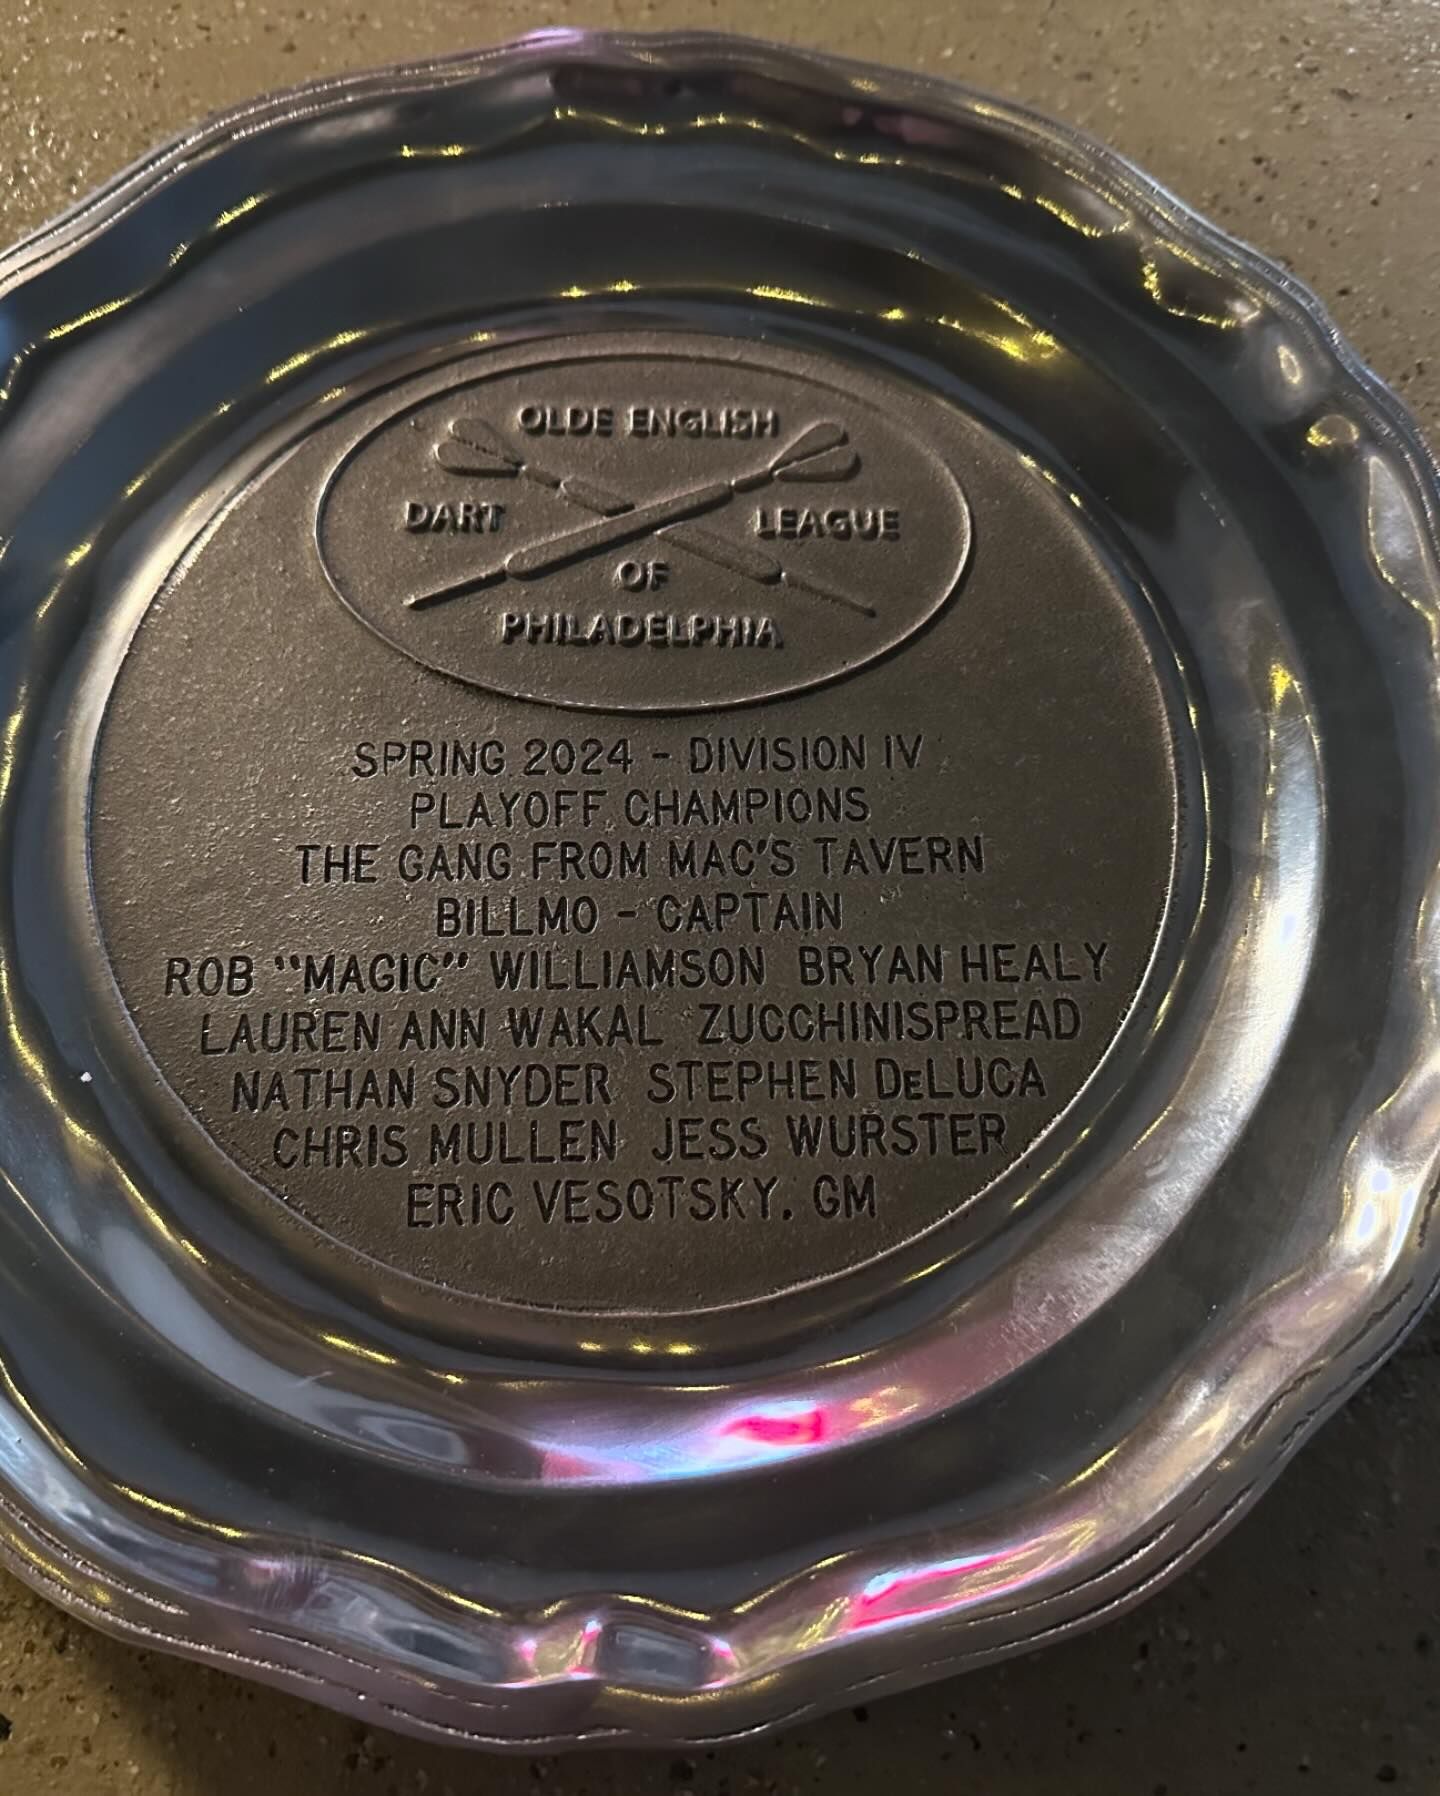 OLDE ENGLISH
DART LEAGUE
OF
PHILADELPHIA
SPRING 2024 - DIVISION IV
PLAYOFF CHAMPIONS
THE GANG FROM MAC'S TAVERN
BILLMO - CAPTAIN
ROB "MAGIC" WILLIAMSON BRYAN HEALY
LAUREN ANN WAKAL ZUCCHINISPREAD
NATHAN SNYDER STEPHEN DELUCA
CHRIS MULLEN JESS WURSTER
ERIC VESOTSKY. GM